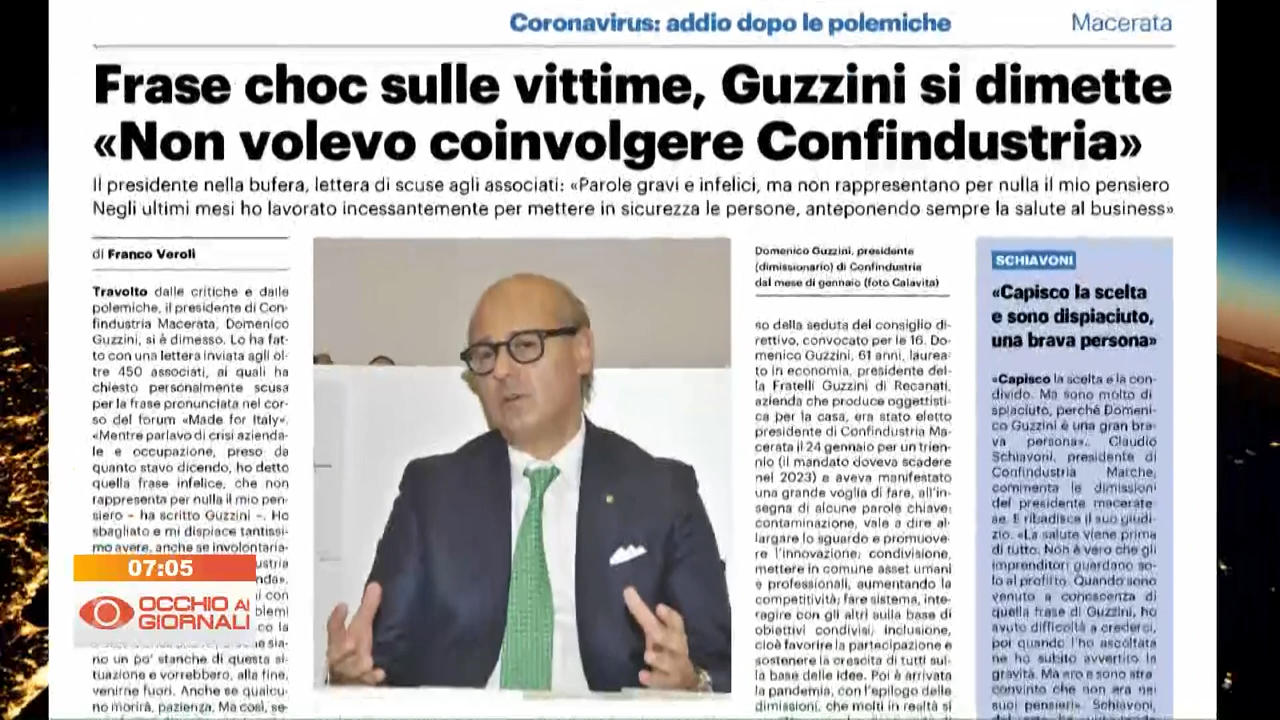 Coronavirus: addio dopo le polemiche
Macerata
Frase choc sulle vittime, Guzzini si dimette
«Non volevo coinvolgere Confindustria»
Il presidente nella bufera, lettera di scuse agli associati: «Parole gravi e infelici, ma non rappresentano per nulla il mio pensiero
Negli ultimi mesi ho lavorato incessantemente per mettere in sicurezza le persone, anteponendo sempre la salute al business»
di Franco Veroli
Travolto dalle critiche e dalle
polemiche, il presidente di Con-
findustria Macerata, Domenico
Guzzini, si è dimesso. Lo ha fat-
to con una lettera inviata agli ol-
tre 450 associati, ai quali ha
chiesto personalmente scusa
per la frase pronunciata nel cor-
so del forum «Made for Italy».
«Mentre parlavo di crisi azienda-
le e occupazione, preso da
quanto stavo dicendo, ho detto
quella frase infelice, che non
rappresenta per nulla il mio pen-
siero – ha scritto Guzzini –. Ho
sbagliato e mi dispiace tantissi-
mo avere, anche se involontaria-
ustria
nda».
i con
blemi
co la
e sia-
no un po' stanche di questa si-
tuazione e vorrebbero, alla fine,
venirne fuori. Anche se qualcu-
no morirà, pazienza. Ma così, se-
07:05
OCCHIO AI
GIORNALI
Domenico Guzzini, presidente
(dimissionario) di Confindustria
dal mese di gennaio (foto Calavita)
so della seduta del consiglio di-
rettivo, convocato per le 16. Do-
menico Guzzini, 61 anni, laurea-
to in economia, presidente del-
la Fratelli Guzzini di Recanati,
azienda che produce oggettisti-
ca per la casa, era stato eletto
presidente di Confindustria Ma-
cerata il 24 gennaio per un trien-
nio (il mandato doveva scadere
nel 2023) e aveva manifestato
una grande voglia di fare, all'in-
segna di alcune parole chiave:
contaminazione, vale a dire al-
largare lo sguardo e promuove-
re l'innovazione; condivisione,
mettere in comune asset umani
e professionali, aumentando la
competitività; fare sistema, inte-
ragire con gli altri sulla base di
obiettivi condivisi; inclusione,
cioè favorire la partecipazione e
sostenere la crescita di tutti sul-
la base delle idee. Poi è arrivata
la pandemia, con l'epilogo delle
dimissioni, che molti in realtà si
SCHIAVONI
«Capisco la scelta
e sono dispiaciuto,
una brava persona»
«Capisco la scelta e la con-
divido. Ma sono molto di-
spiaciuto, perché Domeni-
co Guzzini è una gran bra-
va persona». Claudio
Schiavoni, presidente di
Confindustria Marche,
commenta le dimissioni
del presidente macerate-
se. E ribadisce il suo giudi-
zio. «La salute viene prima
di tutto. Non è vero che gli
imprenditori guardano so-
lo al profitto. Quando sono
venuto a conoscenza di
quella frase di Guzzini, ho
avuto difficoltà a crederci,
poi quando l'ho ascoltata
ne ho subito avvertito la
gravità. Ma ero e sono stra-
convinto che non era nei
suoi pensieri». Schiavoni,